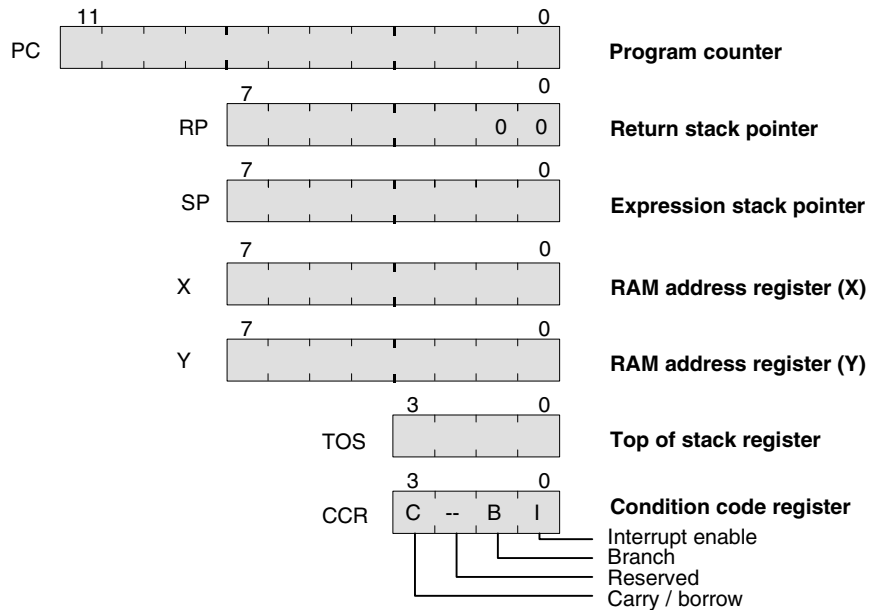 11 0
PC Program counter
7 0
RP 0 0 Return stack pointer
7 0
SP Expression stack pointer
7 0
X RAM address register (X)
7 0
Y RAM address register (Y)
3 0
TOS Top of stack register
3 0
CCR C -- B I Condition code register
Interrupt enable
Branch
Reserved
Carry / borrow